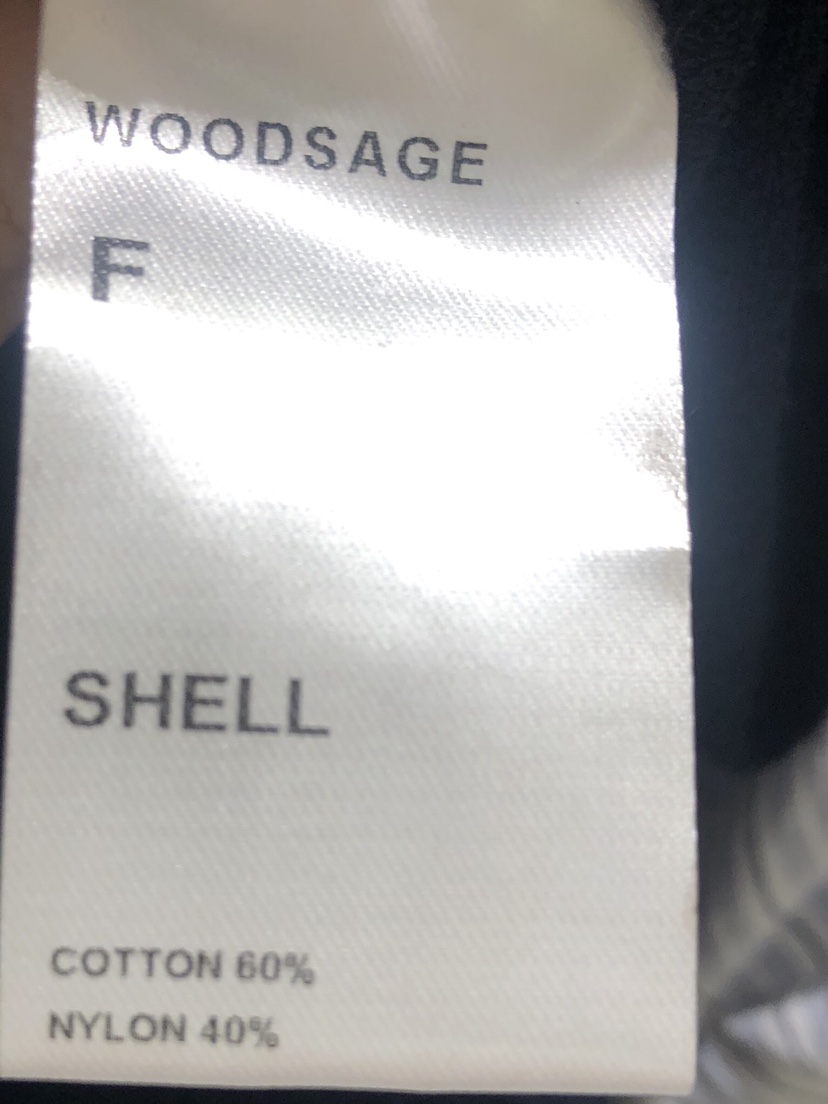 WOODSAGE
F
SHELL
COTTON 60%
NYLON 40%